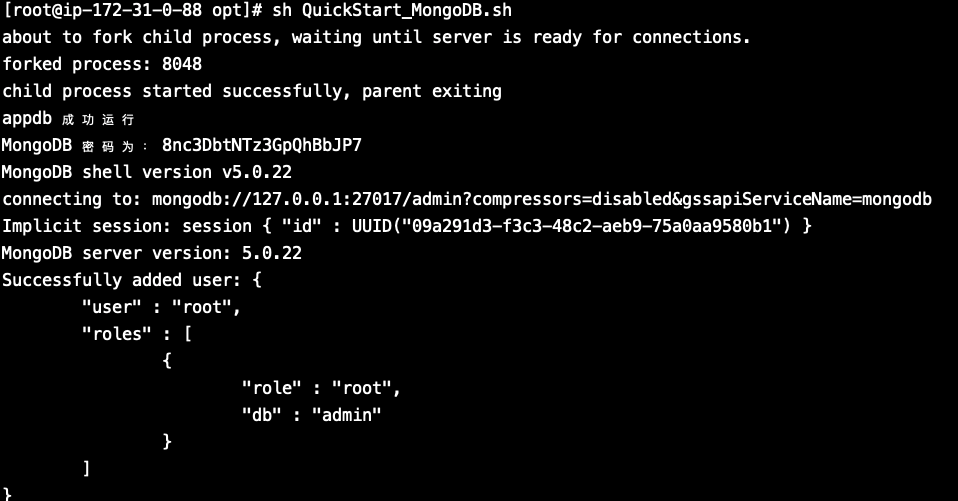 [root@ip-172-31-0-88 opt]# sh QuickStart_MongoDB.sh
about to fork child process, waiting until server is ready for connections.
forked process: 8048
child process started successfully, parent exiting
appdb 成功运行
MongoDB 密码为: 8nc3DbtNTz3GpQhBbJP7
MongoDB shell version v5.0.22
connecting to: mongodb://127.0.0.1:27017/admin?compressors=disabled&gssapiServiceName=mongodb
Implicit session: session { "id" : UUID("09a291d3-f3c3-48c2-aeb9-75a0aa9580b1") }
MongoDB server version: 5.0.22
Successfully added user: {
"user" : "root",
"roles" : [
{
"role" : "root",
"db" : "admin"
}
]
}